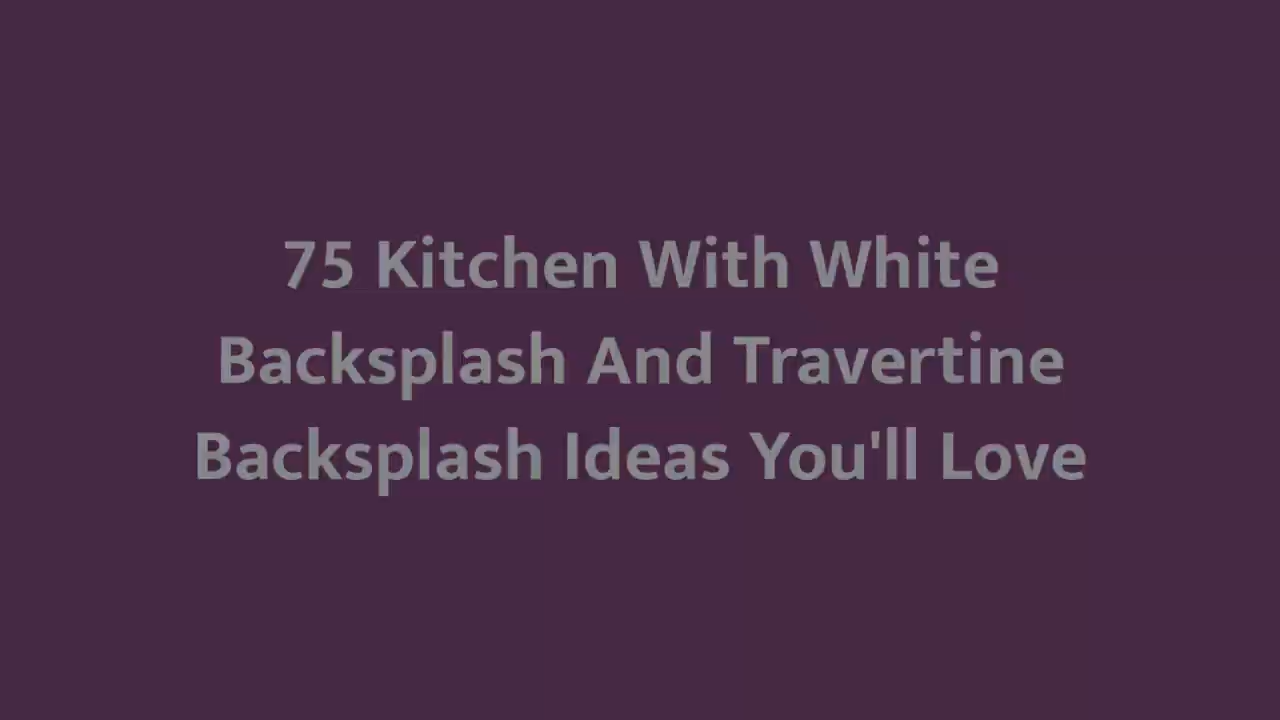 75 Kitchen With White
Backsplash And Travertine
Backsplash Ideas You'll Love